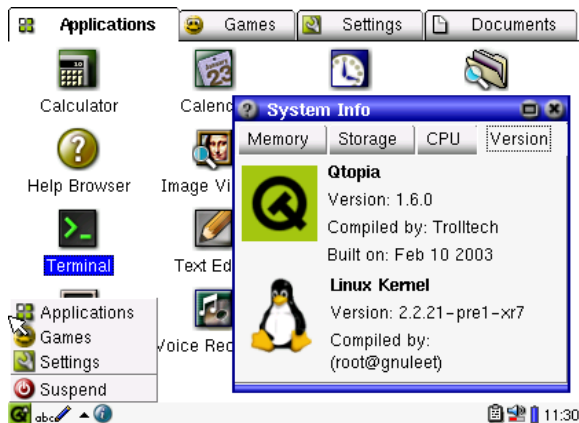 Applications
Games
Settings
Documents
Calculator
Calend
Help Browser
Image Vi
Terminal
Text Ed
Voice Rec
System Info
Memory
Storage
CPU
Version
Qtopia
Version: 1.6.0
Compiled by: Trolltech
Built on: Feb 10 2003
Linux Kernel
Version: 2.2.21-pre1-xr7
Compiled by:
(root@gnuleet)
Applications
Games
Settings
Suspend
abc
11:30